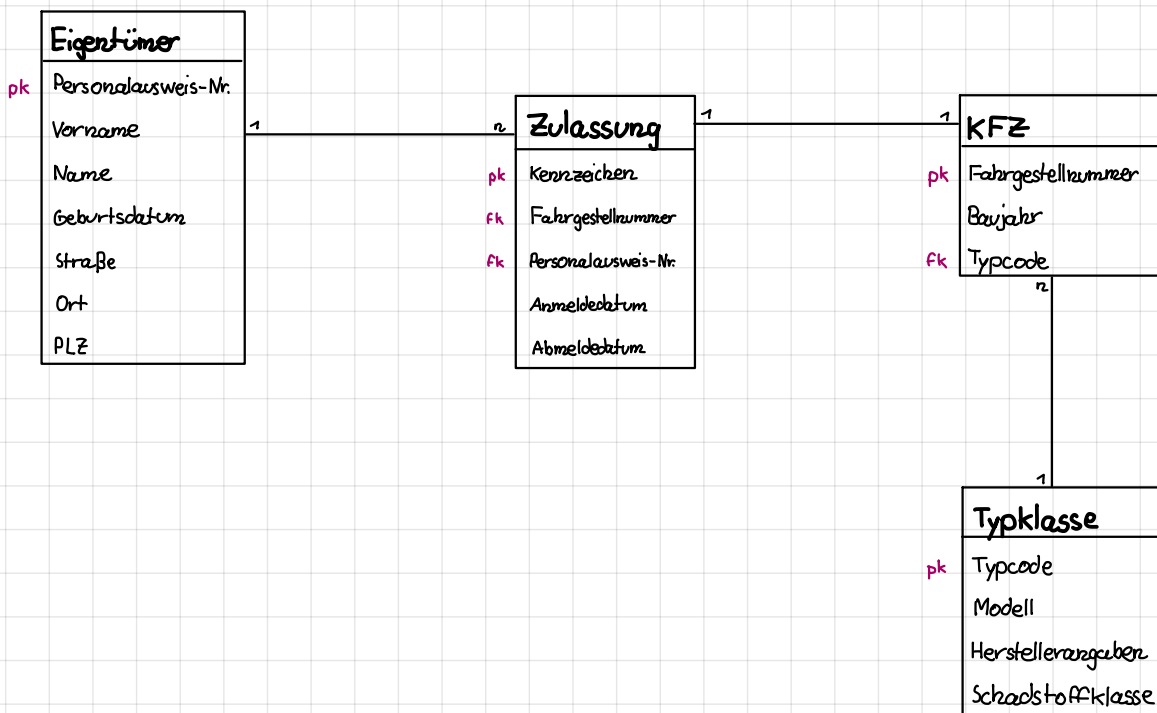 Eigentümer
pk Personalausweis-Nr.
Vorname
Name
Geburtsdatum
Straße
Ort
PLZ
1 n
Zulassung
pk Kennzeichen
fk Fahrgestellnummer
fk Personalausweis-Nr.
Anmeldedatum
Abmeldedatum
1 1
KFZ
pk Fahrgestellnummer
Baujahr
fk Typcode
n
1
Typklasse
pk Typcode
Modell
Herstellerangaben
Schadstoffklasse